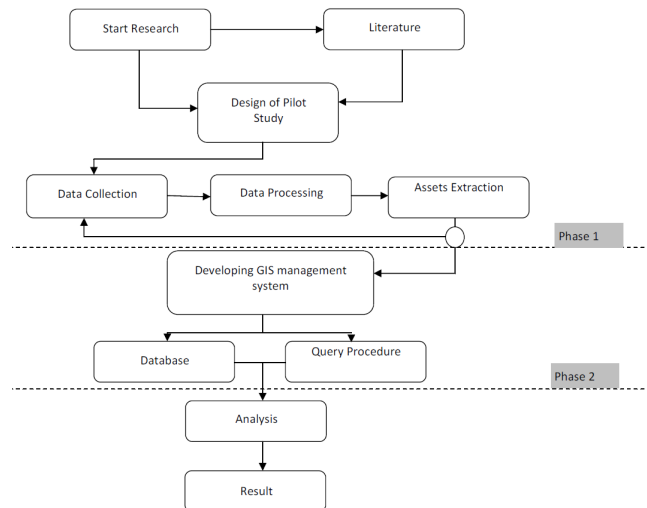 Start Research
Literature
Design of Pilot
Study
Data Collection
Data Processing
Assets Extraction
Phase 1
Developing GIS management
system
Database
Query Procedure
Phase 2
Analysis
Result